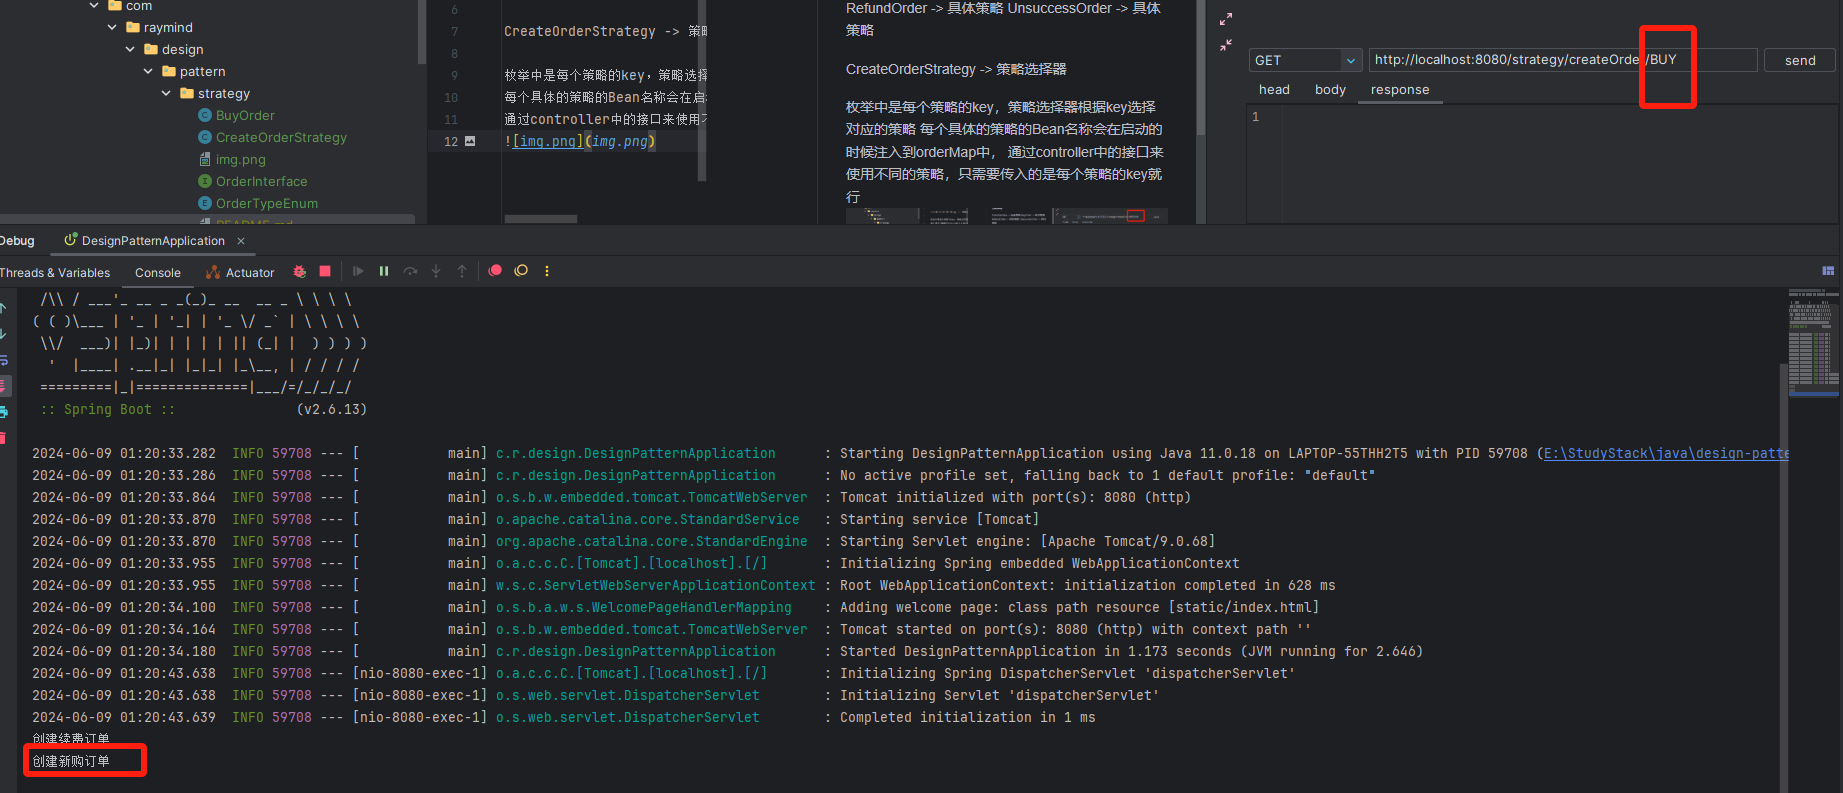 com
raymind
design
pattern
strategy
BuyOrder
CreateOrderStrategy
img.png
OrderInterface
OrderTypeEnum
README.md
6
7
CreateOrderStrategy -> 策略
8
9
枚举中是每个策略的key，策略选择
10
每个具体的策略的Bean名称会在启
11
通过controller中的接口来使用
12
![img.png](img.png)
RefundOrder -> 具体策略 UnsuccessOrder -> 具体
策略
CreateOrderStrategy -> 策略选择器
枚举中是每个策略的key，策略选择器根据key选择
对应的策略 每个具体的策略的Bean名称会在启动的
时候注入到orderMap中， 通过controller中的接口来
使用不同的策略，只需要传入的是每个策略的key就
行
GET
http://localhost:8080/strategy/createOrder/BUY
send
head body response
1
Debug DesignPatternApplication ×
Threads & Variables Console Actuator
 /\\ / ___'_ __ _ _(_)_ __  __ _ \ \ \ \
( ( )\___ | '_ | '_| | '_ \/ _` | \ \ \ \
 \\/  ___)| |_)| | | | | || (_| |  ) ) ) )
  '  |____| .__|_| |_|_| |_\__, | / / / /
 =========|_|==============|___/=/_/_/_/
 :: Spring Boot ::               (v2.6.13)
2024-06-09 01:20:33.282  INFO 59708 --- [           main] c.r.design.DesignPatternApplication      : Starting DesignPatternApplication using Java 11.0.18 on LAPTOP-55THH2T5 with PID 59708 (E:\StudyStack\java\design-patte
2024-06-09 01:20:33.286  INFO 59708 --- [           main] c.r.design.DesignPatternApplication      : No active profile set, falling back to 1 default profile: "default"
2024-06-09 01:20:33.864  INFO 59708 --- [           main] o.s.b.w.embedded.tomcat.TomcatWebServer  : Tomcat initialized with port(s): 8080 (http)
2024-06-09 01:20:33.870  INFO 59708 --- [           main] o.apache.catalina.core.StandardService   : Starting service [Tomcat]
2024-06-09 01:20:33.870  INFO 59708 --- [           main] org.apache.catalina.core.StandardEngine  : Starting Servlet engine: [Apache Tomcat/9.0.68]
2024-06-09 01:20:33.955  INFO 59708 --- [           main] o.a.c.c.C.[Tomcat].[localhost].[/]       : Initializing Spring embedded WebApplicationContext
2024-06-09 01:20:33.955  INFO 59708 --- [           main] w.s.c.ServletWebServerApplicationContext : Root WebApplicationContext: initialization completed in 628 ms
2024-06-09 01:20:34.100  INFO 59708 --- [           main] o.s.b.a.w.s.WelcomePageHandlerMapping    : Adding welcome page: class path resource [static/index.html]
2024-06-09 01:20:34.164  INFO 59708 --- [           main] o.s.b.w.embedded.tomcat.TomcatWebServer  : Tomcat started on port(s): 8080 (http) with context path ''
2024-06-09 01:20:34.180  INFO 59708 --- [           main] c.r.design.DesignPatternApplication      : Started DesignPatternApplication in 1.173 seconds (JVM running for 2.646)
2024-06-09 01:20:43.638  INFO 59708 --- [nio-8080-exec-1] o.a.c.c.C.[Tomcat].[localhost].[/]       : Initializing Spring DispatcherServlet 'dispatcherServlet'
2024-06-09 01:20:43.638  INFO 59708 --- [nio-8080-exec-1] o.s.web.servlet.DispatcherServlet        : Initializing Servlet 'dispatcherServlet'
2024-06-09 01:20:43.639  INFO 59708 --- [nio-8080-exec-1] o.s.web.servlet.DispatcherServlet        : Completed initialization in 1 ms
创建续费订单
创建新购订单